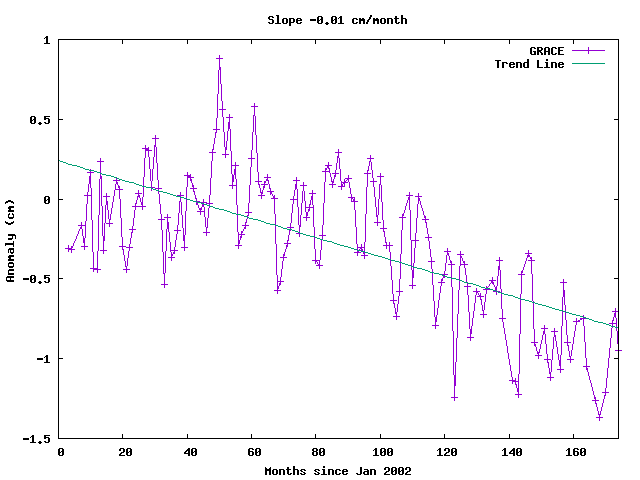 Slope -0.01 cm/month
GRACE
Trend Line
1
0.5
0
-0.5
-1
-1.5
Anomaly (cm)
0 20 40 60 80 100 120 140 160
Months since Jan 2002